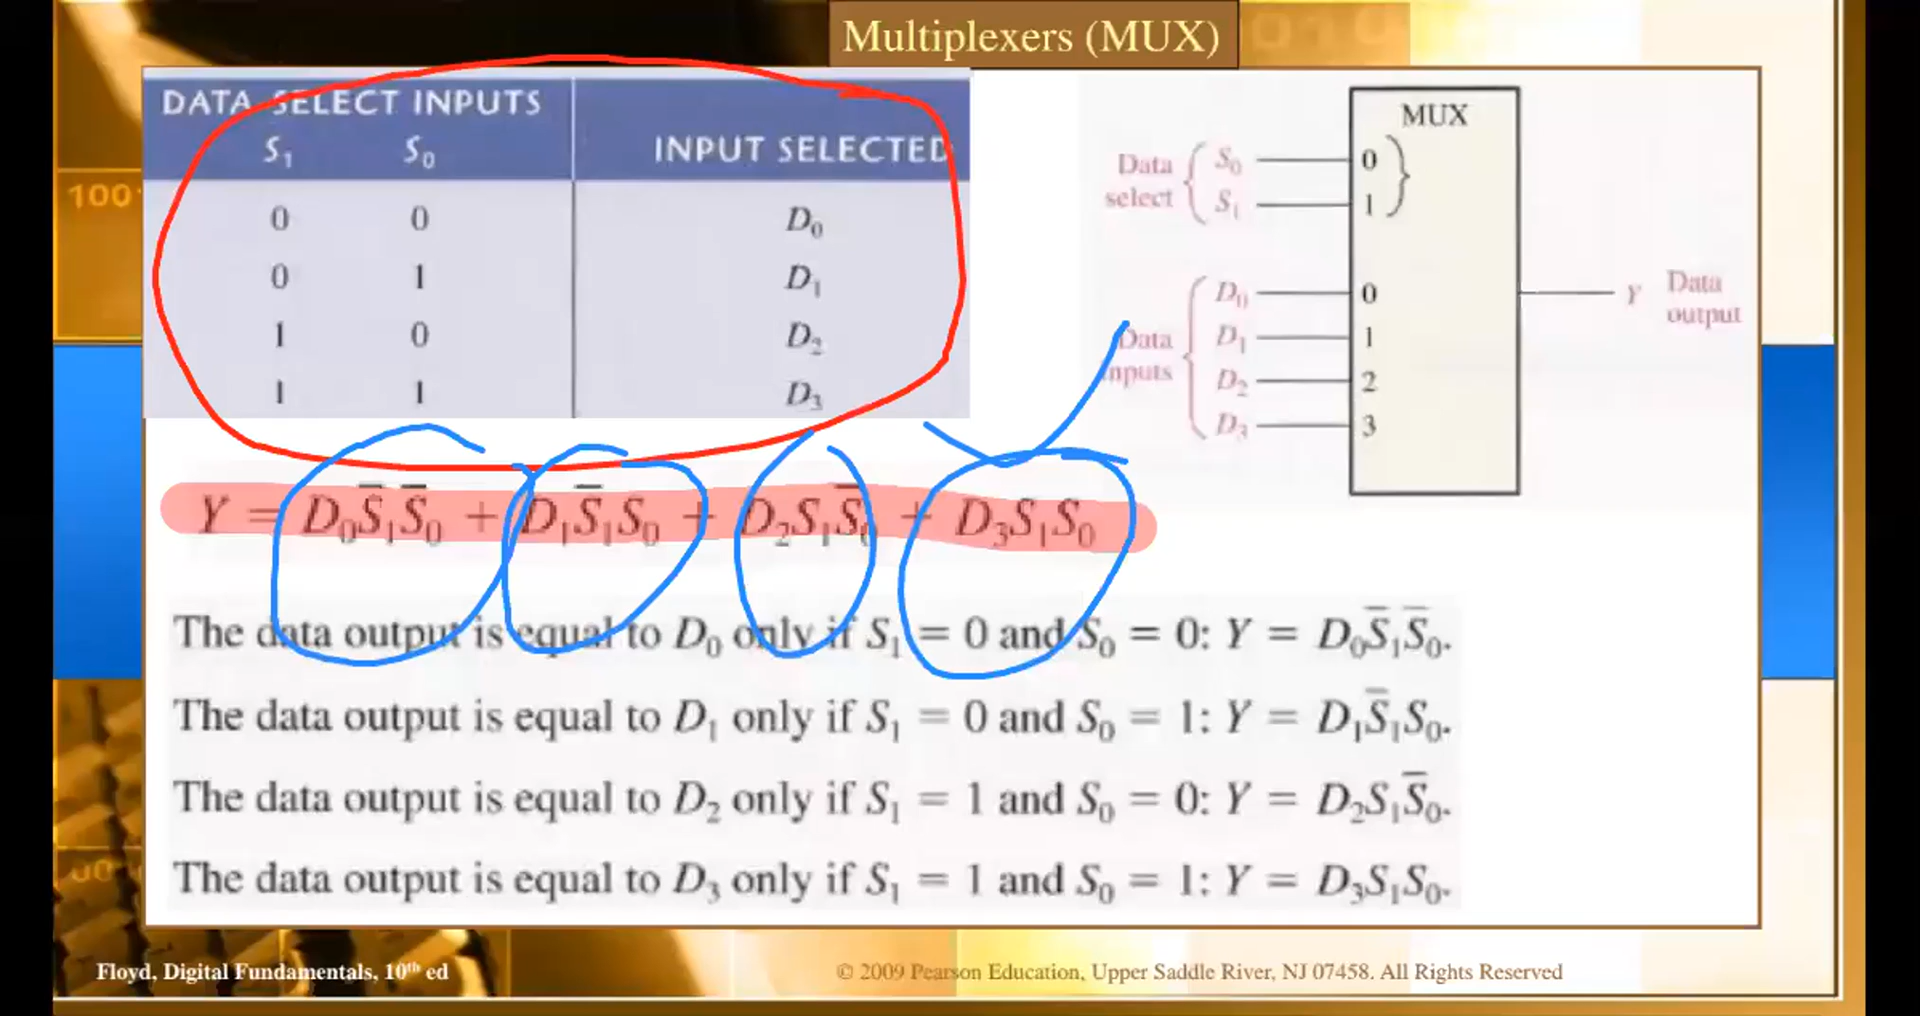 Multiplexers (MUX)
DATA SELECT INPUTS
S₁ S₀ INPUT SELECTED
0 0 D₀
0 1 D₁
1 0 D₂
1 1 D₃
MUX
Data select S₀ 0
S₁ 1
Data inputs D₀ 0
D₁ 1
D₂ 2
D₃ 3
Y Data output
Y = D₀S̅₁S̅₀ + D₁S̅₁S₀ + D₂S₁S̅₀ + D₃S₁S₀
The data output is equal to D₀ only if S₁ = 0 and S₀ = 0: Y = D₀S̅₁S̅₀.
The data output is equal to D₁ only if S₁ = 0 and S₀ = 1: Y = D₁S̅₁S₀.
The data output is equal to D₂ only if S₁ = 1 and S₀ = 0: Y = D₂S₁S̅₀.
The data output is equal to D₃ only if S₁ = 1 and S₀ = 1: Y = D₃S₁S₀.
Floyd, Digital Fundamentals, 10ᵗʰ ed
© 2009 Pearson Education, Upper Saddle River, NJ 07458. All Rights Reserved